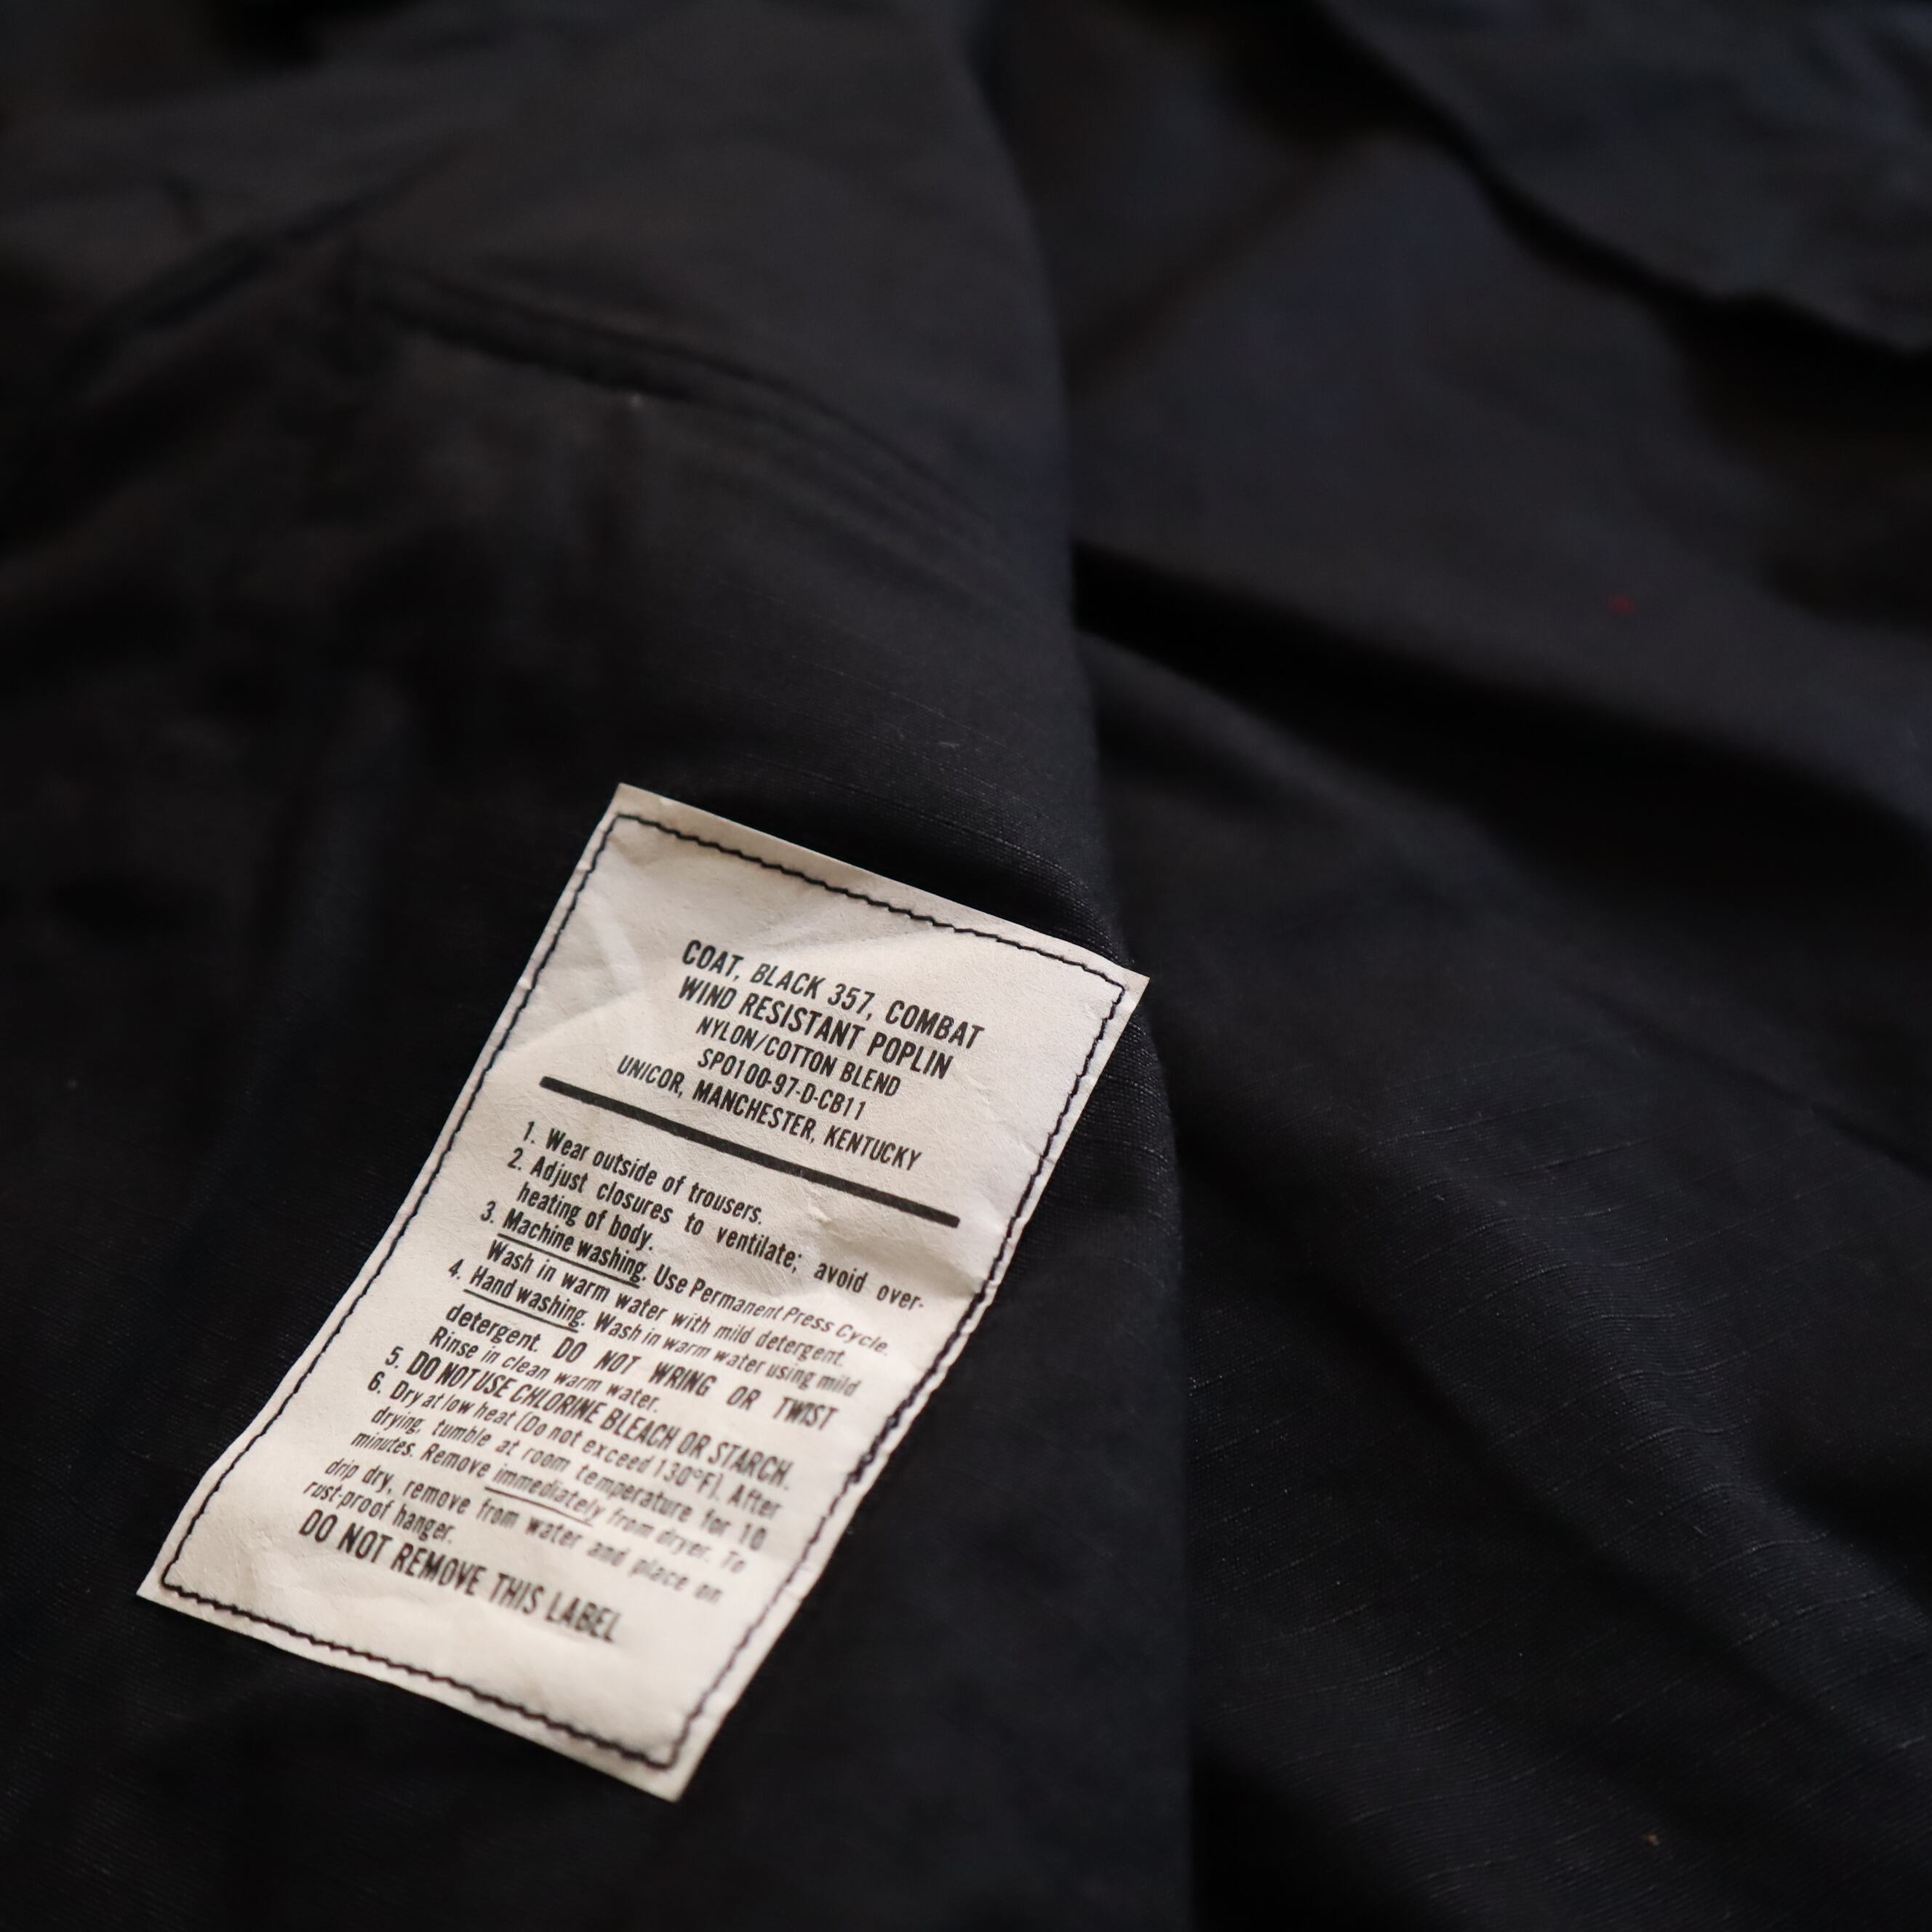 COAT, BLACK 357, COMBAT
WIND RESISTANT POPLIN
NYLON/COTTON BLEND
SPO100-97-D-CB11
UNICOR, MANCHESTER, KENTUCKY
1. Wear outside of trousers.
2. Adjust closures to ventilate; avoid over-
heating of body.
3. Machine washing. Use Permanent Press Cycle.
Wash in warm water with mild detergent.
4. Hand washing. Wash in warm water using mild
detergent. DO NOT WRING OR TWIST
Rinse in clean warm water.
5. DO NOT USE CHLORINE BLEACH OR STARCH.
6. Dry at low heat (Do not exceed 130°F). After
drying, tumble at room temperature for 10
minutes. Remove immediately from dryer. To
drip dry, remove from water and place on
rust-proof hanger.
DO NOT REMOVE THIS LABEL